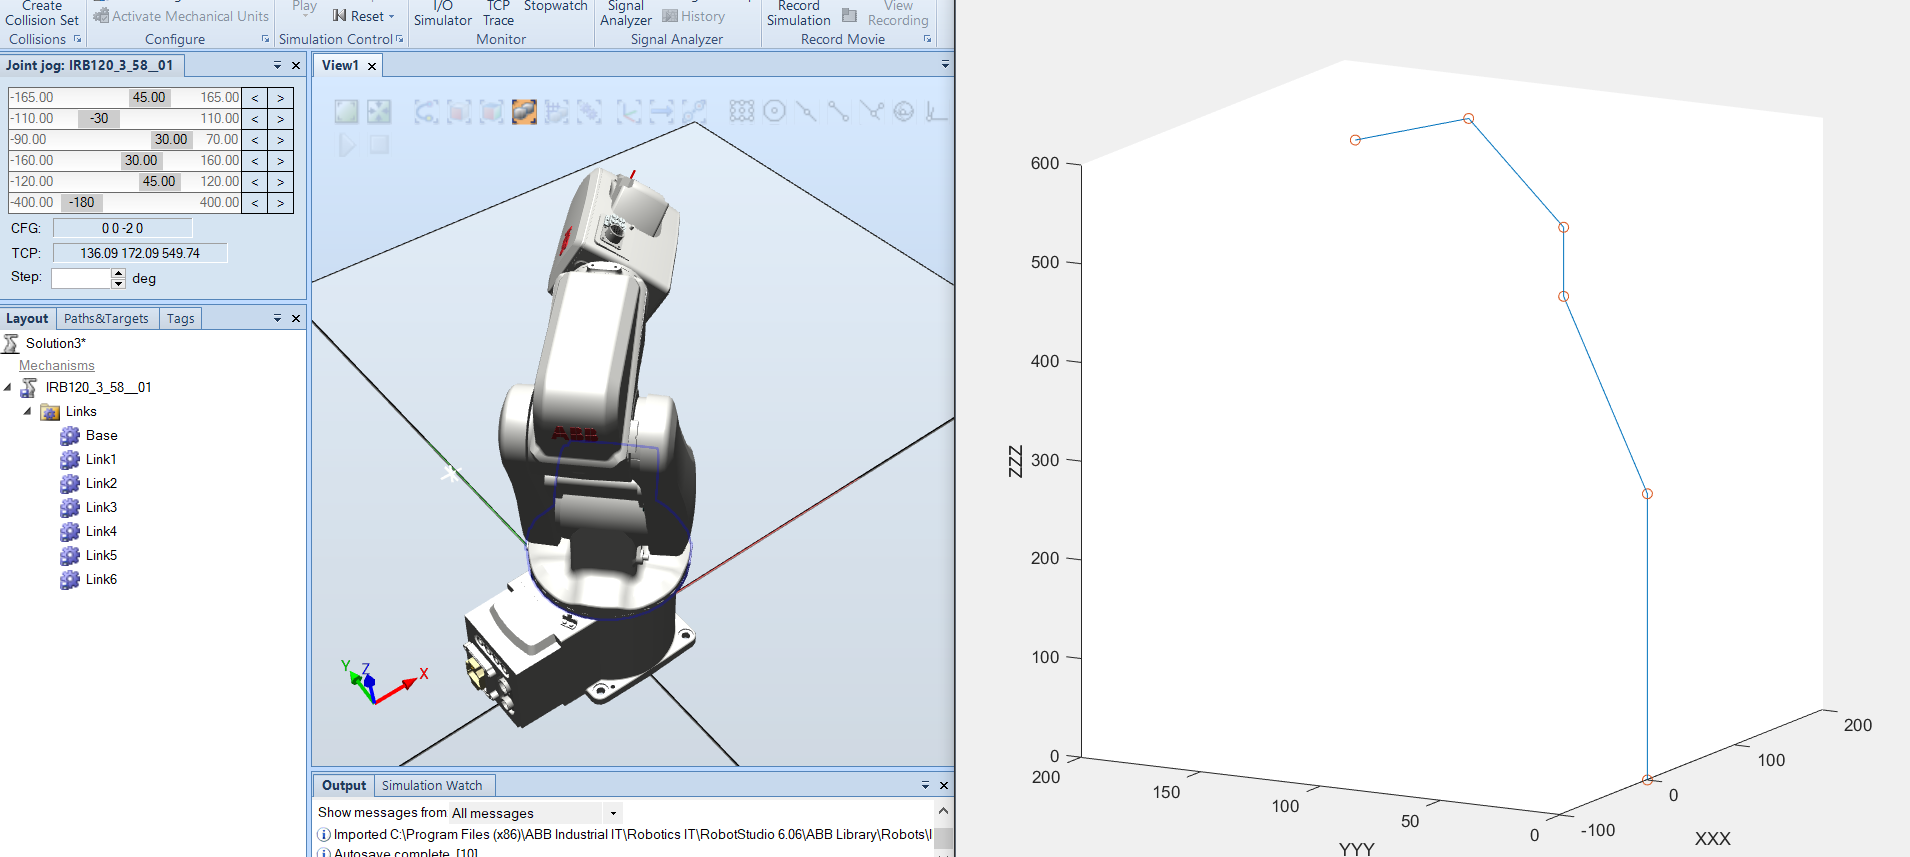 Create
Collision Set
Collisions
Activate Mechanical Units
Configure
Play
Reset
Simulation Control
I/O
Simulator
TCP
Trace
Stopwatch
Monitor
Signal
Analyzer
History
Signal Analyzer
Record
Simulation
View
Recording
Record Movie
Joint jog: IRB120_3_58__01
-165.00 45.00 165.00 < >
-110.00 -30 110.00 < >
-90.00 30.00 70.00 < >
-160.00 30.00 160.00 < >
-120.00 45.00 120.00 < >
-400.00 -180 400.00 < >
CFG: 0 0 -2 0
TCP: 136.09 172.09 549.74
Step: deg
Layout Paths&Targets Tags
Solution3*
Mechanisms
IRB120_3_58__01
Links
Base
Link1
Link2
Link3
Link4
Link5
Link6
View1
ABB
Y Z X
Output Simulation Watch
Show messages from All messages
Imported C:\Program Files (x86)\ABB Industrial IT\Robotics IT\RobotStudio 6.06\ABB Library\Robots\I
Autosave complete. [10]
600
500
400
300
200
100
0
ZZZ
200
150
100
50
0
YYY
-100
0
100
200
XXX